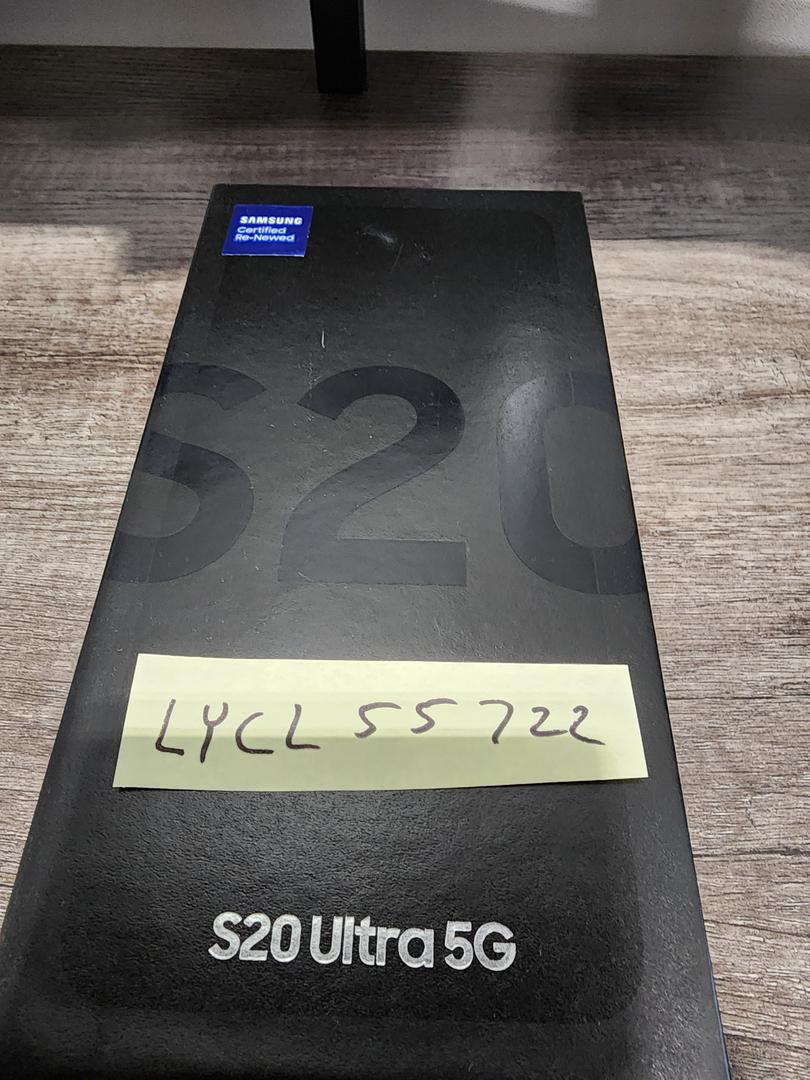 SAMSUNG
Certified
Re-Newed
S20
LYCL 55722
S20 Ultra 5G